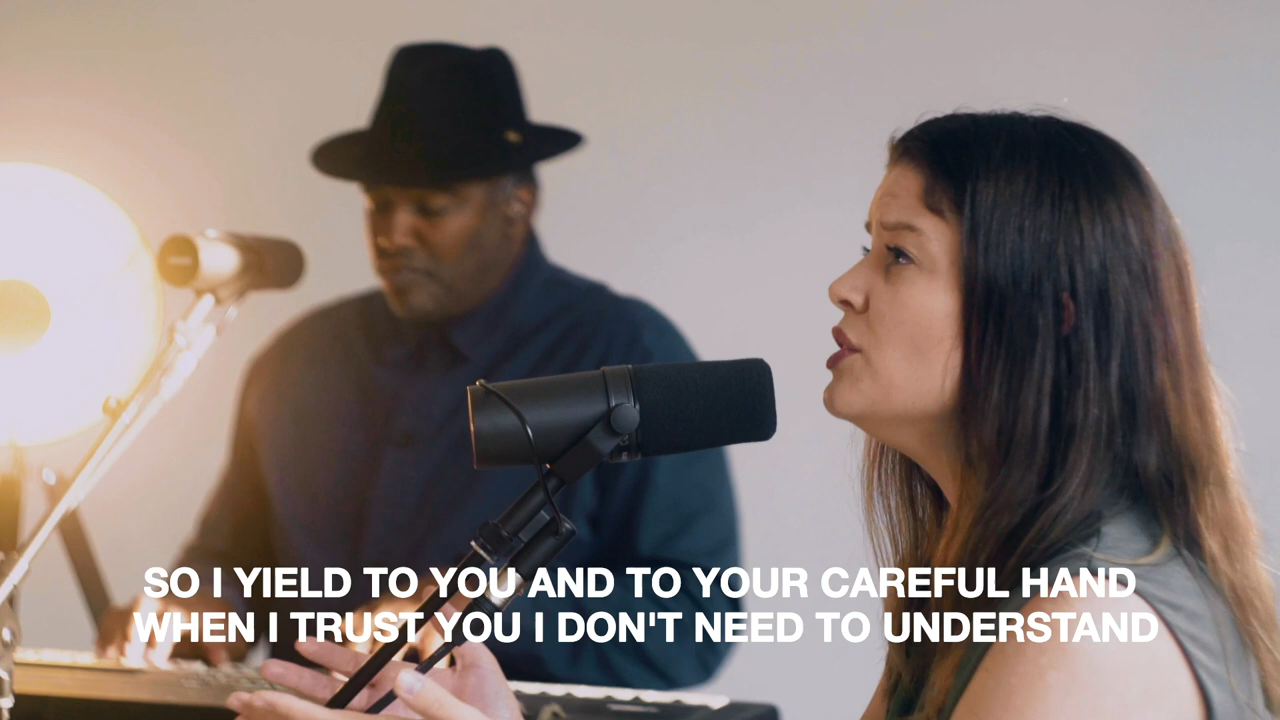 SO I YIELD TO YOU AND TO YOUR CAREFUL HAND
WHEN I TRUST YOU I DON'T NEED TO UNDERSTAND